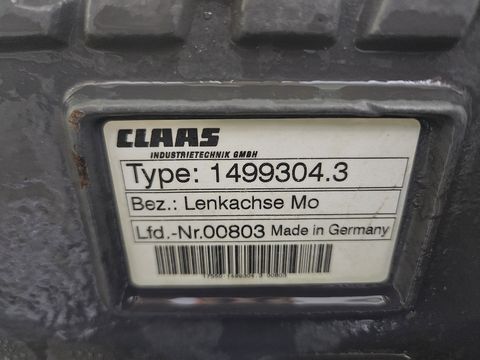 CLAAS
INDUSTRIETECHNIK GMBH
Type: 1499304.3
Bez.: Lenkachse Mo
Lfd.-Nr.00803 Made in Germany